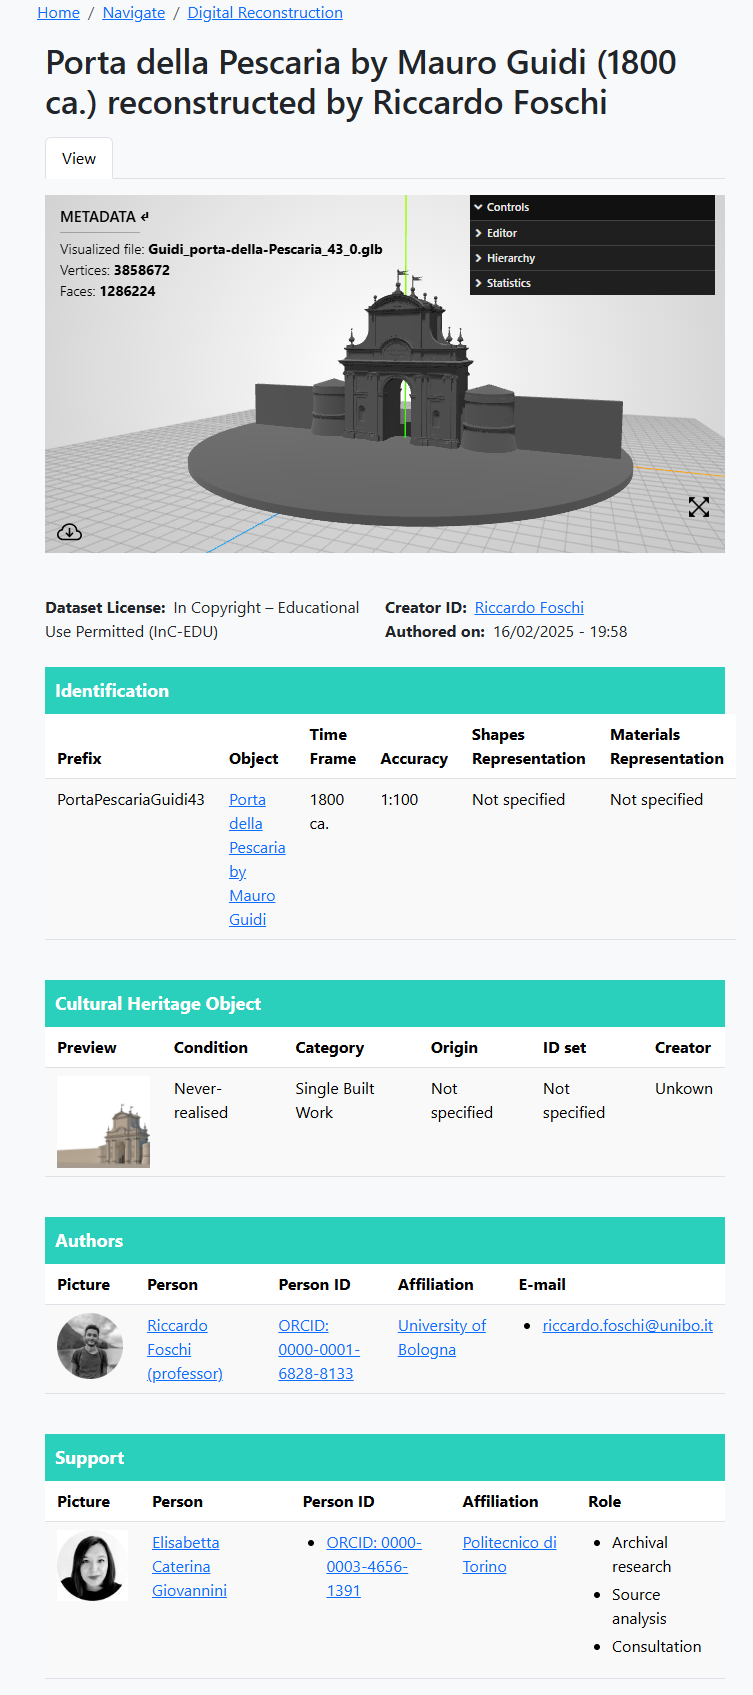 Home / Navigate / Digital Reconstruction
Porta della Pescaria by Mauro Guidi (1800
ca.) reconstructed by Riccardo Foschi
View
METADATA
Visualized file: Guidi_porta-della-Pescaria_43_0.glb
Vertices: 3858672
Faces: 1286224
Controls
Editor
Hierarchy
Statistics
Dataset License: In Copyright – Educational
Use Permitted (InC-EDU)
Creator ID: Riccardo Foschi
Authored on: 16/02/2025 - 19:58
Identification
Prefix Object Time Frame Accuracy Shapes Representation Materials Representation
PortaPescariaGuidi43 Porta della Pescaria by Mauro Guidi 1800 ca. 1:100 Not specified Not specified
Cultural Heritage Object
Preview Condition Category Origin ID set Creator
Never-realised Single Built Work Not specified Not specified Unkown
Authors
Picture Person Person ID Affiliation E-mail
Riccardo Foschi (professor) ORCID: 0000-0001-6828-8133 University of Bologna riccardo.foschi@unibo.it
Support
Picture Person Person ID Affiliation Role
Elisabetta Caterina Giovannini ORCID: 0000-0003-4656-1391 Politecnico di Torino Archival research
Source analysis
Consultation